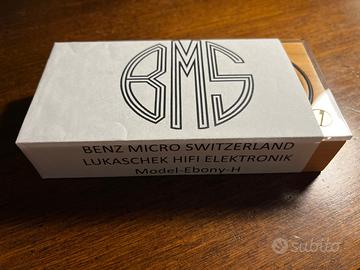 BMS
BENZ MICRO SWITZERLAND
LUKASCHEK HIFI ELEKTRONIK
Model-Ebony-H
subito